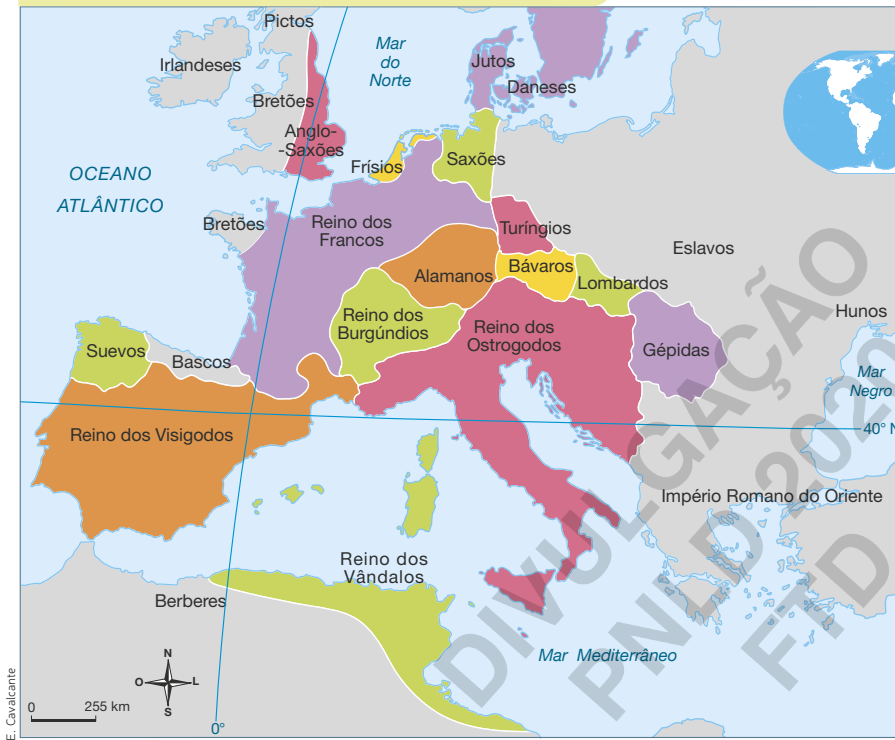 Pictos
Irlandeses
Mar
do
Norte
Jutos
Daneses
Bretões
Anglo-
-Saxões
Frísios
Saxões
OCEANO
ATLÂNTICO
Bretões
Reino dos
Francos
Turíngios
Eslavos
Alamanos
Bávaros
Lombardos
Hunos
Reino dos
Burgúndios
Reino dos
Ostrogodos
Gépidas
Suevos
Bascos
Mar
Negro
Reino dos Visigodos
40° N
Império Romano do Oriente
Reino dos
Vândalos
Berberes
Mar Mediterrâneo
N
O
L
S
0
255 km
0°
E. Cavalcante
DIVULGAÇÃO
PNLD 2020
FTD